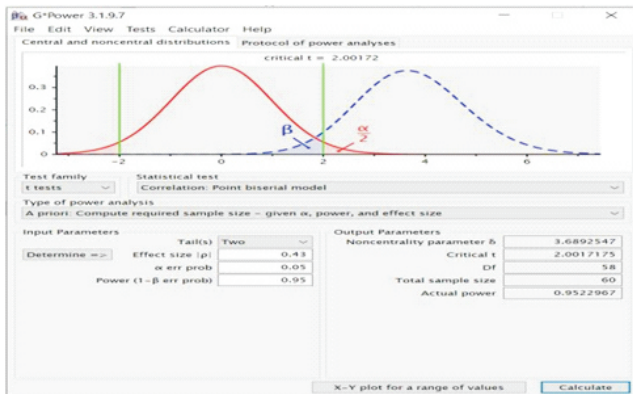 G*Power 3.1.9.7
File Edit View Tests Calculator Help
Central and noncentral distributions Protocol of power analyses
critical t = 2.00172
0.3
0.2
0.1
0
β
α
2
-2 0 2 4 6
Test family Statistical test
t tests Correlation: Point biserial model
Type of power analysis
A priori: Compute required sample size – given α, power, and effect size
Input Parameters Output Parameters
Tail(s) Two Noncentrality parameter δ 3.6892547
Determine => Effect size |ρ| 0.43 Critical t 2.0017175
α err prob 0.05 Df 58
Power (1-β err prob) 0.95 Total sample size 60
Actual power 0.9522967
X-Y plot for a range of values Calculate